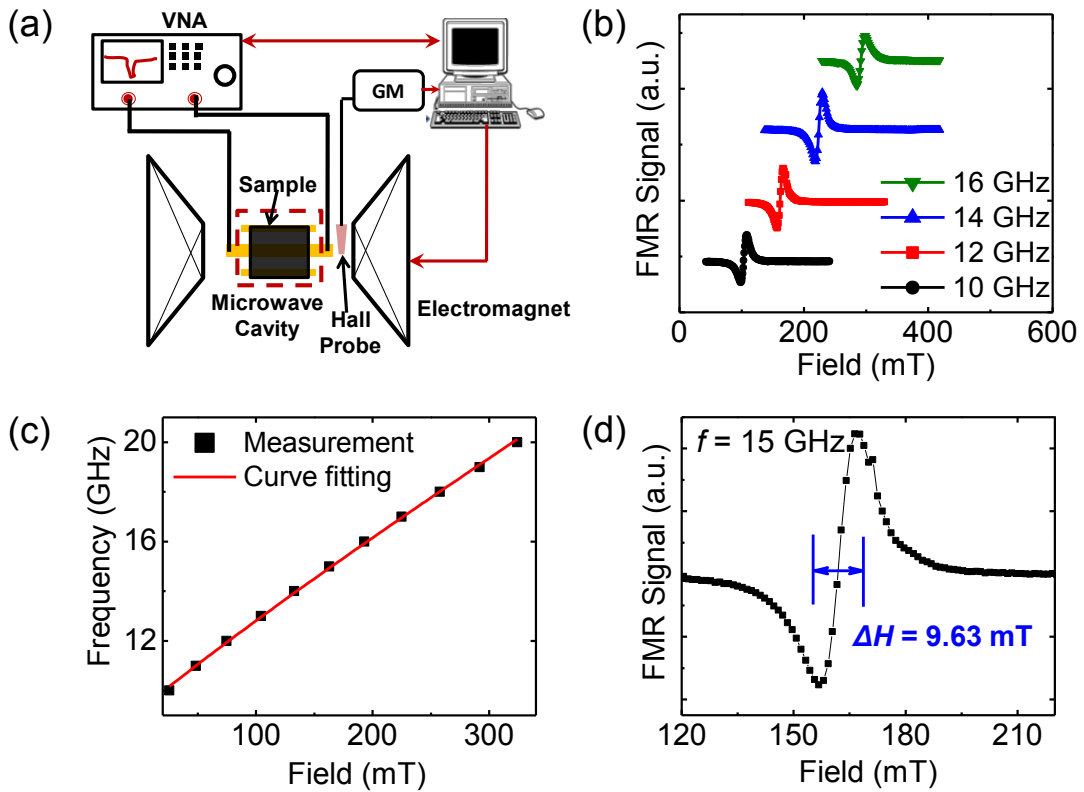 (a)
VNA
GM
Sample
Microwave
Cavity
Hall
Probe
Electromagnet
(b)
FMR Signal (a.u.)
16 GHz
14 GHz
12 GHz
10 GHz
0 200 400 600
Field (mT)
(c)
Frequency (GHz)
20
16
12
Measurement
Curve fitting
100 200 300
Field (mT)
(d)
FMR Signal (a.u.)
f = 15 GHz
ΔH = 9.63 mT
120 150 180 210
Field (mT)